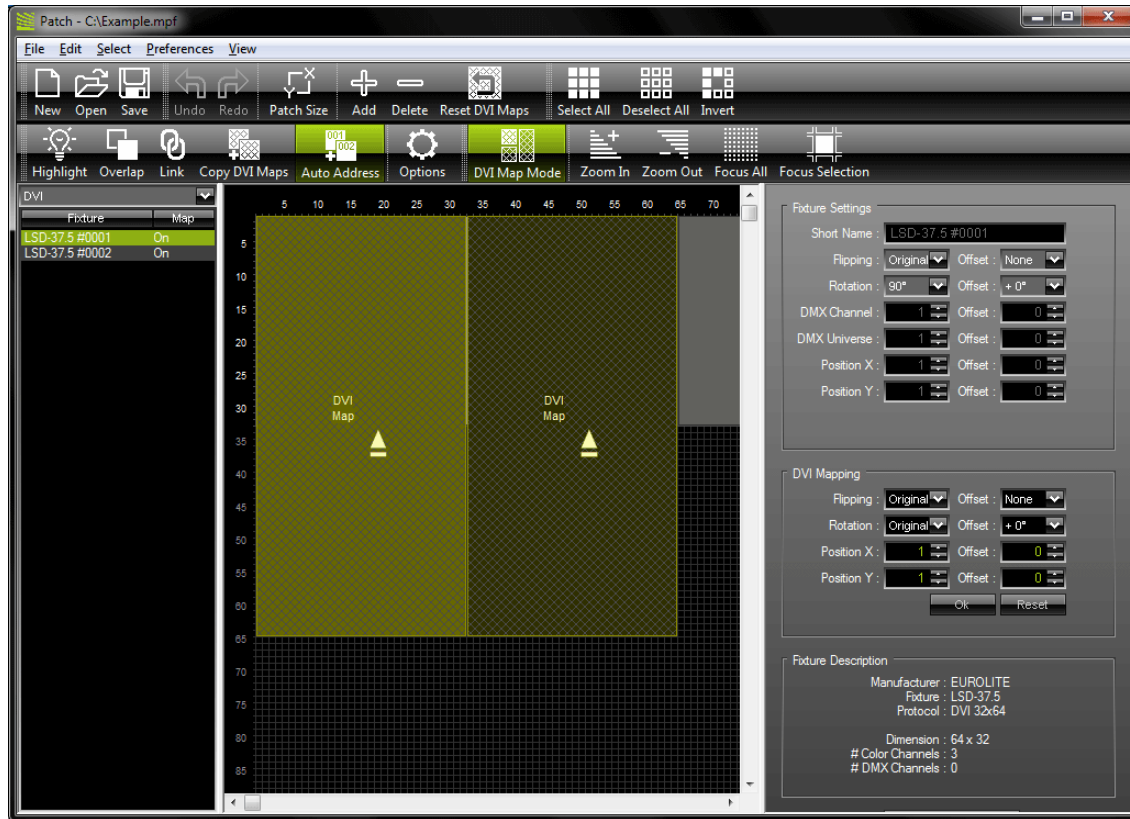 Patch - C:\Example.mpf
File Edit Select Preferences View
New Open Save Undo Redo Patch Size Add Delete Reset DVI Maps Select All Deselect All Invert
001
002
Highlight Overlap Link Copy DVI Maps Auto Address Options DVI Map Mode Zoom In Zoom Out Focus All Focus Selection
DVI
Fixture Map
LSD-37.5 #0001 On
LSD-37.5 #0002 On
5 10 15 20 25 30 35 40 45 50 55 60 65 70
5
10
15
20
25
30
35
40
45
50
55
60
65
70
75
80
85
DVI
Map
DVI
Map
Fixture Settings
Short Name : LSD-37.5 #0001
Flipping : Original Offset : None
Rotation : 90° Offset : + 0°
DMX Channel : 1 Offset : 0
DMX Universe : 1 Offset : 0
Position X : 1 Offset : 0
Position Y : 1 Offset : 0
DVI Mapping
Flipping : Original Offset : None
Rotation : Original Offset : + 0°
Position X : 1 Offset : 0
Position Y : 1 Offset : 0
Ok Reset
Fixture Description
Manufacturer : EUROLITE
Fixture : LSD-37.5
Protocol : DVI 32x64
Dimension : 64 x 32
# Color Channels : 3
# DMX Channels : 0